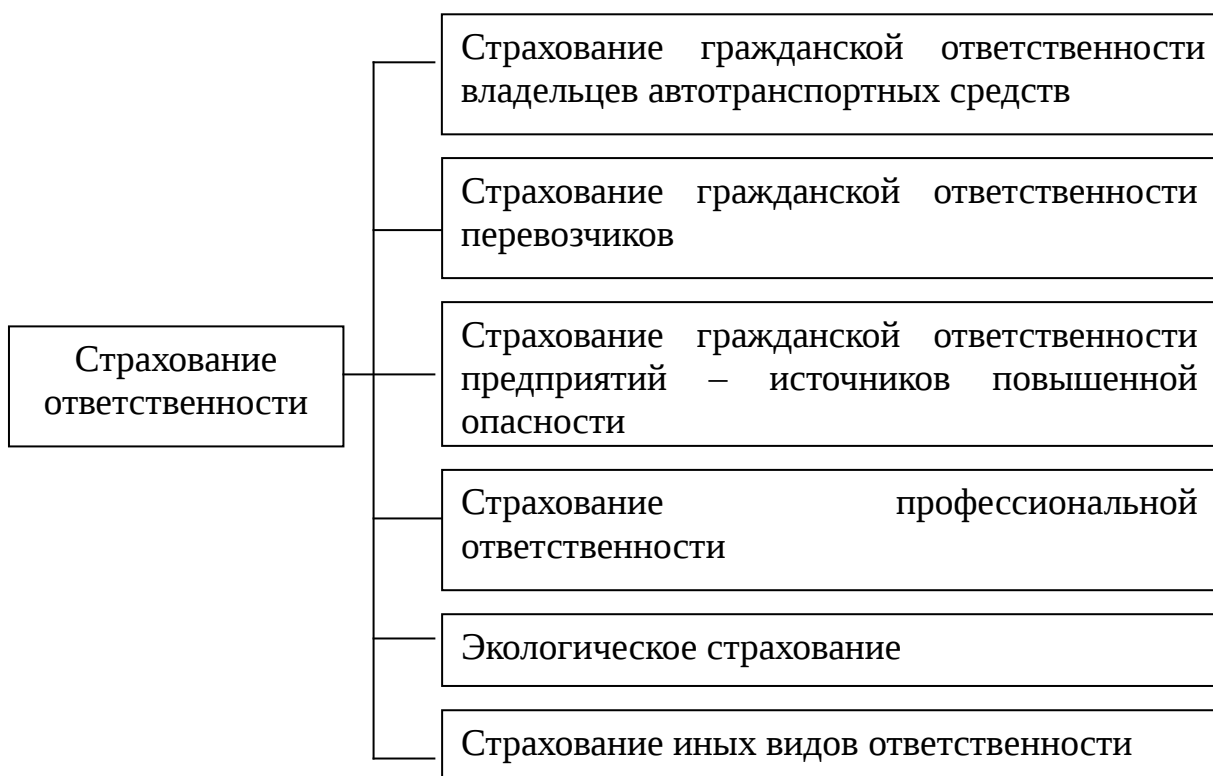 Страхование гражданской ответственности
владельцев автотранспортных средств
Страхование гражданской ответственности
перевозчиков
Страхование гражданской ответственности
предприятий – источников повышенной
опасности
Страхование
ответственности
Страхование профессиональной
ответственности
Экологическое страхование
Страхование иных видов ответственности